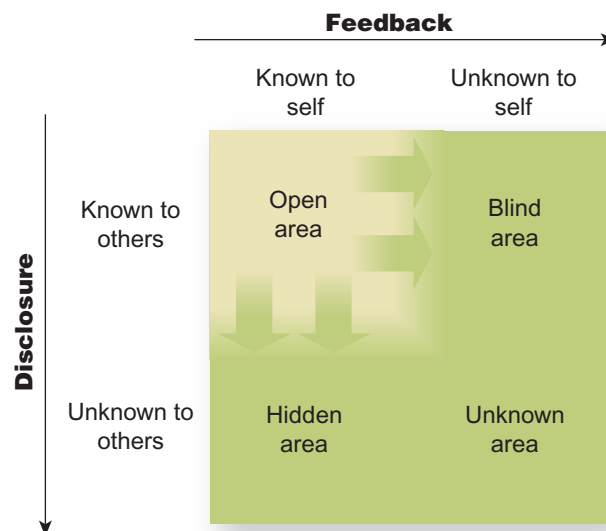 Feedback
Known to
self
Unknown to
self
Disclosure
Known to
others
Open
area
Blind
area
Unknown to
others
Hidden
area
Unknown
area